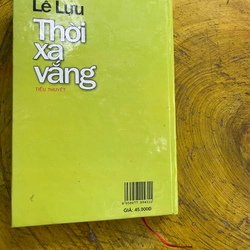 Lê Lựu
Thời
xa
vắng
TIỂU THUYẾT
GIÁ: 45.000Đ